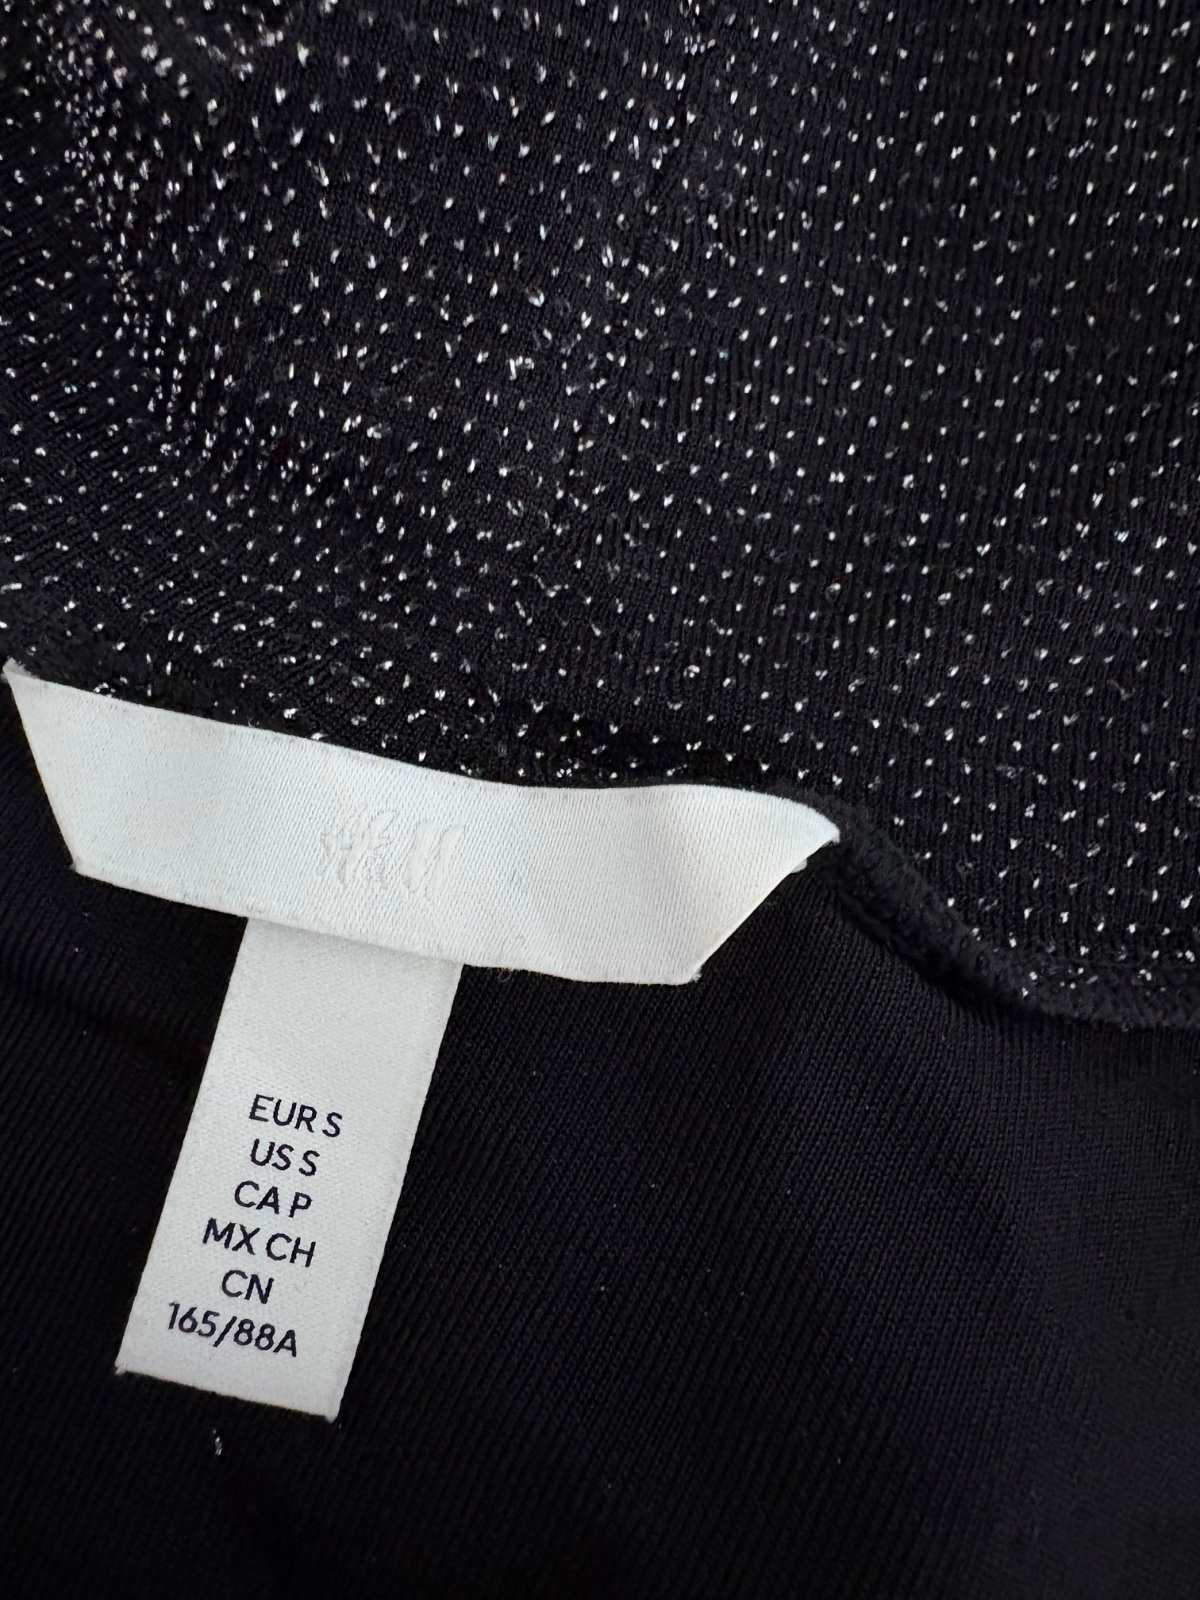 H&M
EUR S
US S
CA P
MX CH
CN
165/88A